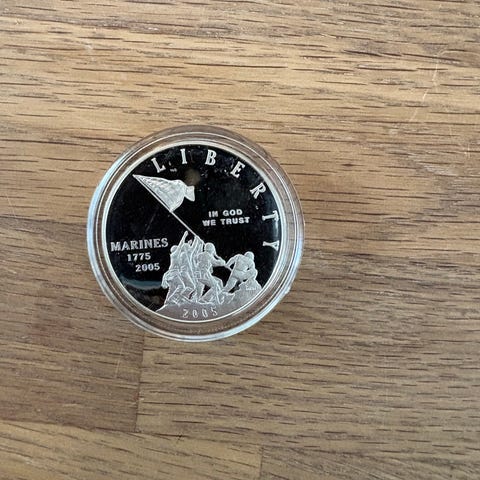 LIBERTY
IN GOD
WE TRUST
MARINES
1775
2005
2005